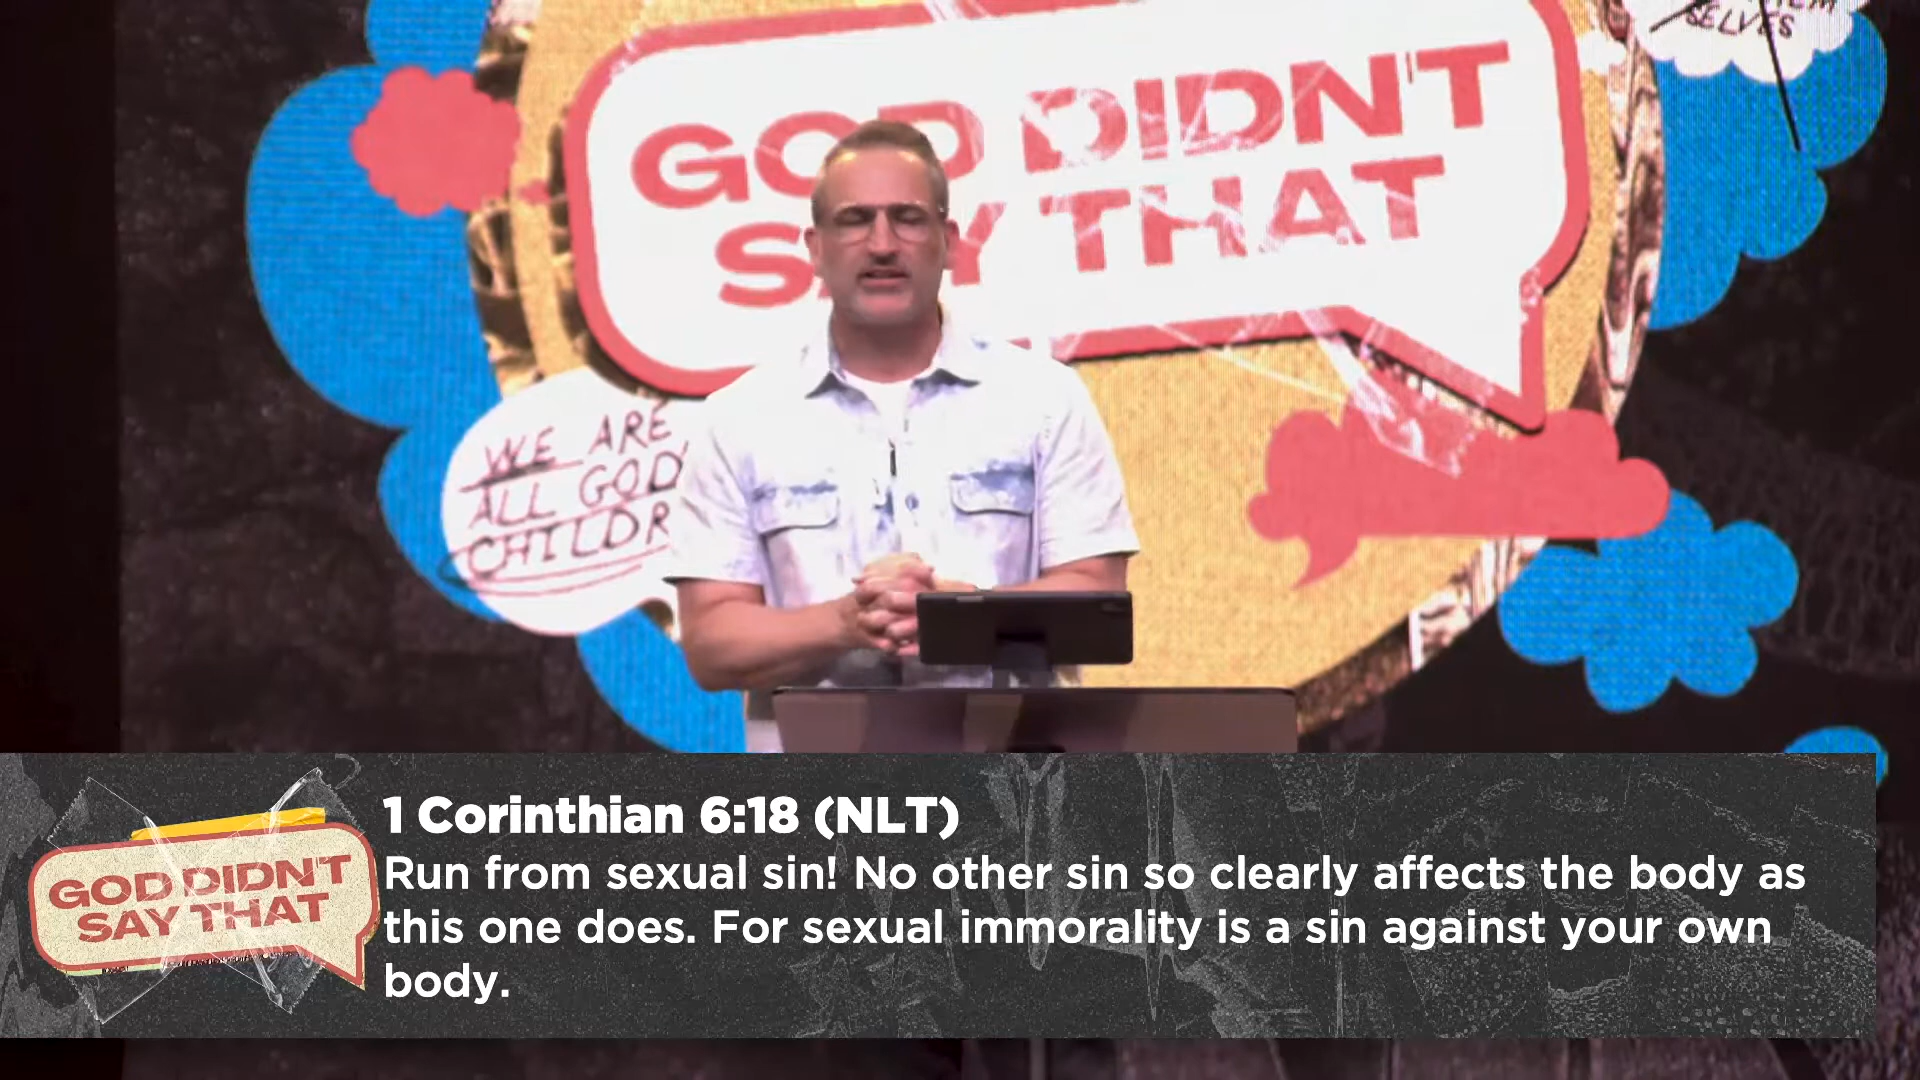 SELVES
GOD DIDN'T
SAY THAT
WE ARE
ALL GOD'
CHILDR
GOD DIDN'T
SAY THAT
1 Corinthian 6:18 (NLT)
Run from sexual sin! No other sin so clearly affects the body as
this one does. For sexual immorality is a sin against your own
body.